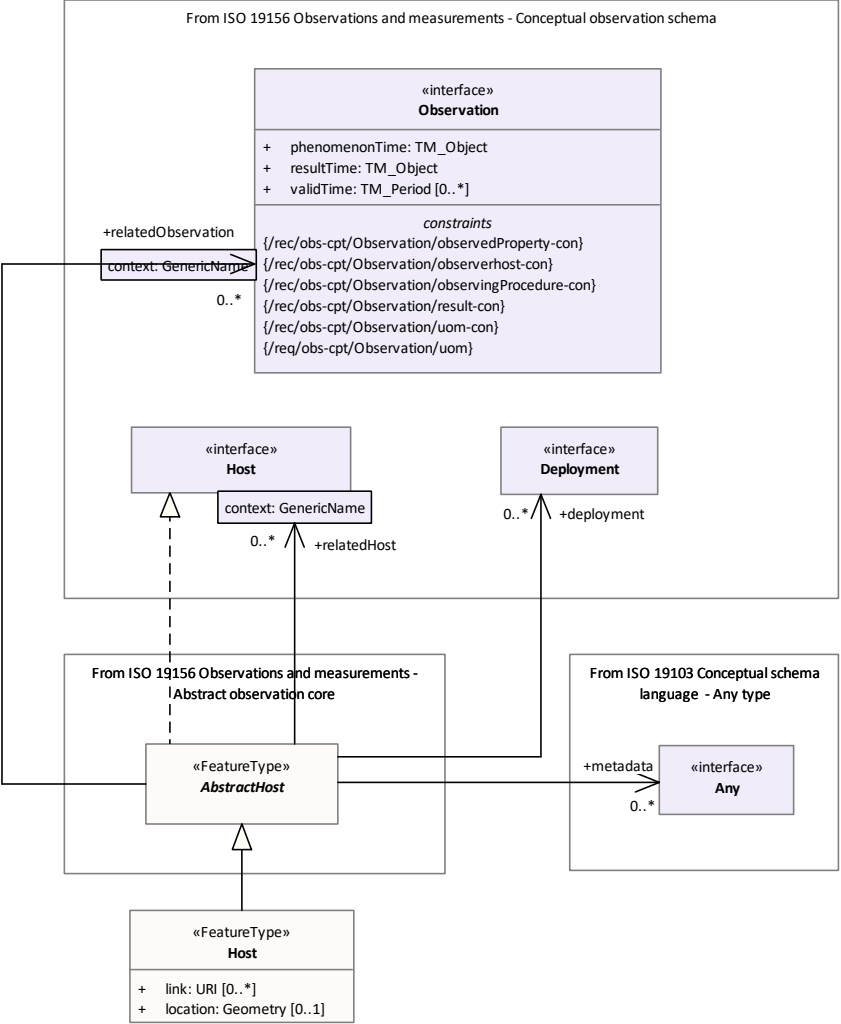 From ISO 19156 Observations and measurements - Conceptual observation schema
«interface»
Observation
+ phenomenonTime: TM_Object
+ resultTime: TM_Object
+ validTime: TM_Period [0..*]
constraints
{/rec/obs-cpt/Observation/observedProperty-con}
{/rec/obs-cpt/Observation/observerhost-con}
{/rec/obs-cpt/Observation/observingProcedure-con}
{/rec/obs-cpt/Observation/result-con}
{/rec/obs-cpt/Observation/uom-con}
{/req/obs-cpt/Observation/uom}
+relatedObservation
context: GenericName
0..*
«interface»
Host
context: GenericName
0..*
+relatedHost
«interface»
Deployment
0..*
+deployment
From ISO 19156 Observations and measurements -
Abstract observation core
«FeatureType»
AbstractHost
From ISO 19103 Conceptual schema
language - Any type
+metadata
0..*
«interface»
Any
«FeatureType»
Host
+ link: URI [0..*]
+ location: Geometry [0..1]